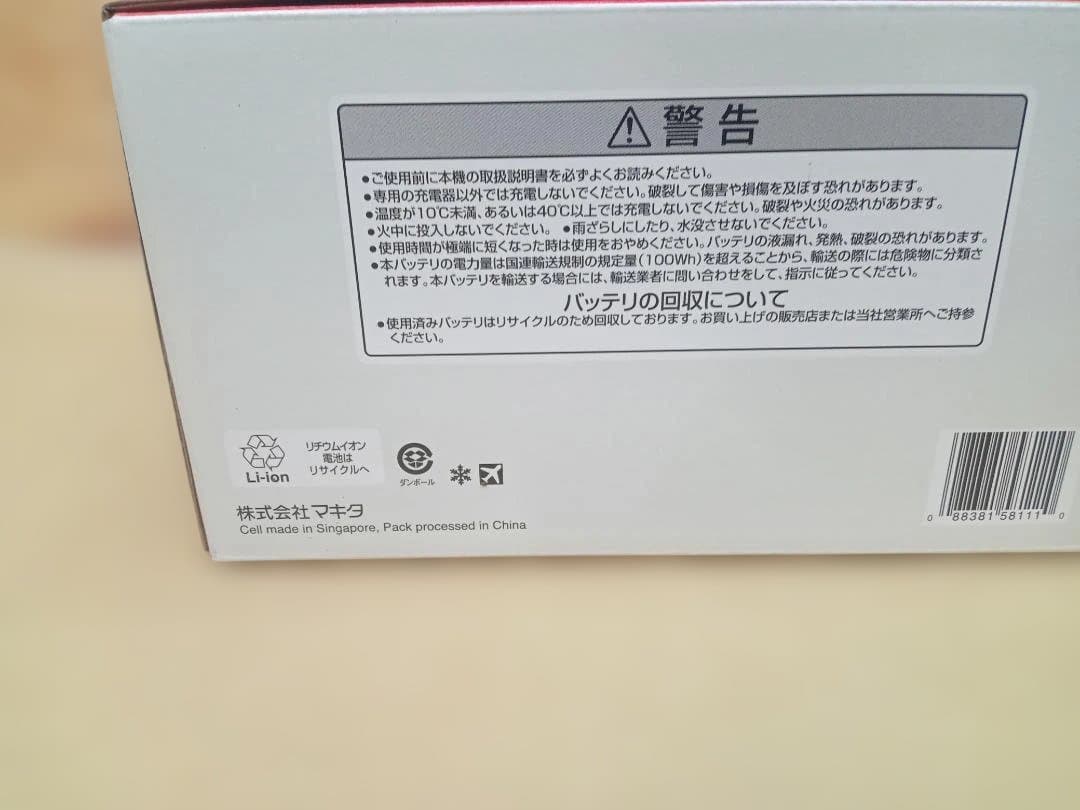 警告
●ご使用前に本機の取扱説明書を必ずよくお読みください。
●専用の充電器以外では充電しないでください。破裂して傷害や損傷を及ぼす恐れがあります。
●温度が10℃未満、あるいは40℃以上では充電しないでください。破裂や火災の恐れがあります。
●火中に投入しないでください。 ●雨ざらしにしたり、水没させないでください。
●使用時間が極端に短くなった時は使用をおやめください。バッテリの液漏れ、発熱、破裂の恐れがあります。
●本バッテリの電力量は国連輸送規制の規定量(100Wh)を超えることから、輸送の際には危険物に分類さ
れます。本バッテリを輸送する場合には、輸送業者に問い合わせをして、指示に従ってください。
バッテリの回収について
●使用済みバッテリはリサイクルのため回収しております。お買い上げの販売店または当社営業所へご持参
ください。
Li-ion
リチウムイオン
電池は
リサイクルへ
ダンボール
株式会社マキタ
Cell made in Singapore, Pack processed in China
0 88381 58111 0